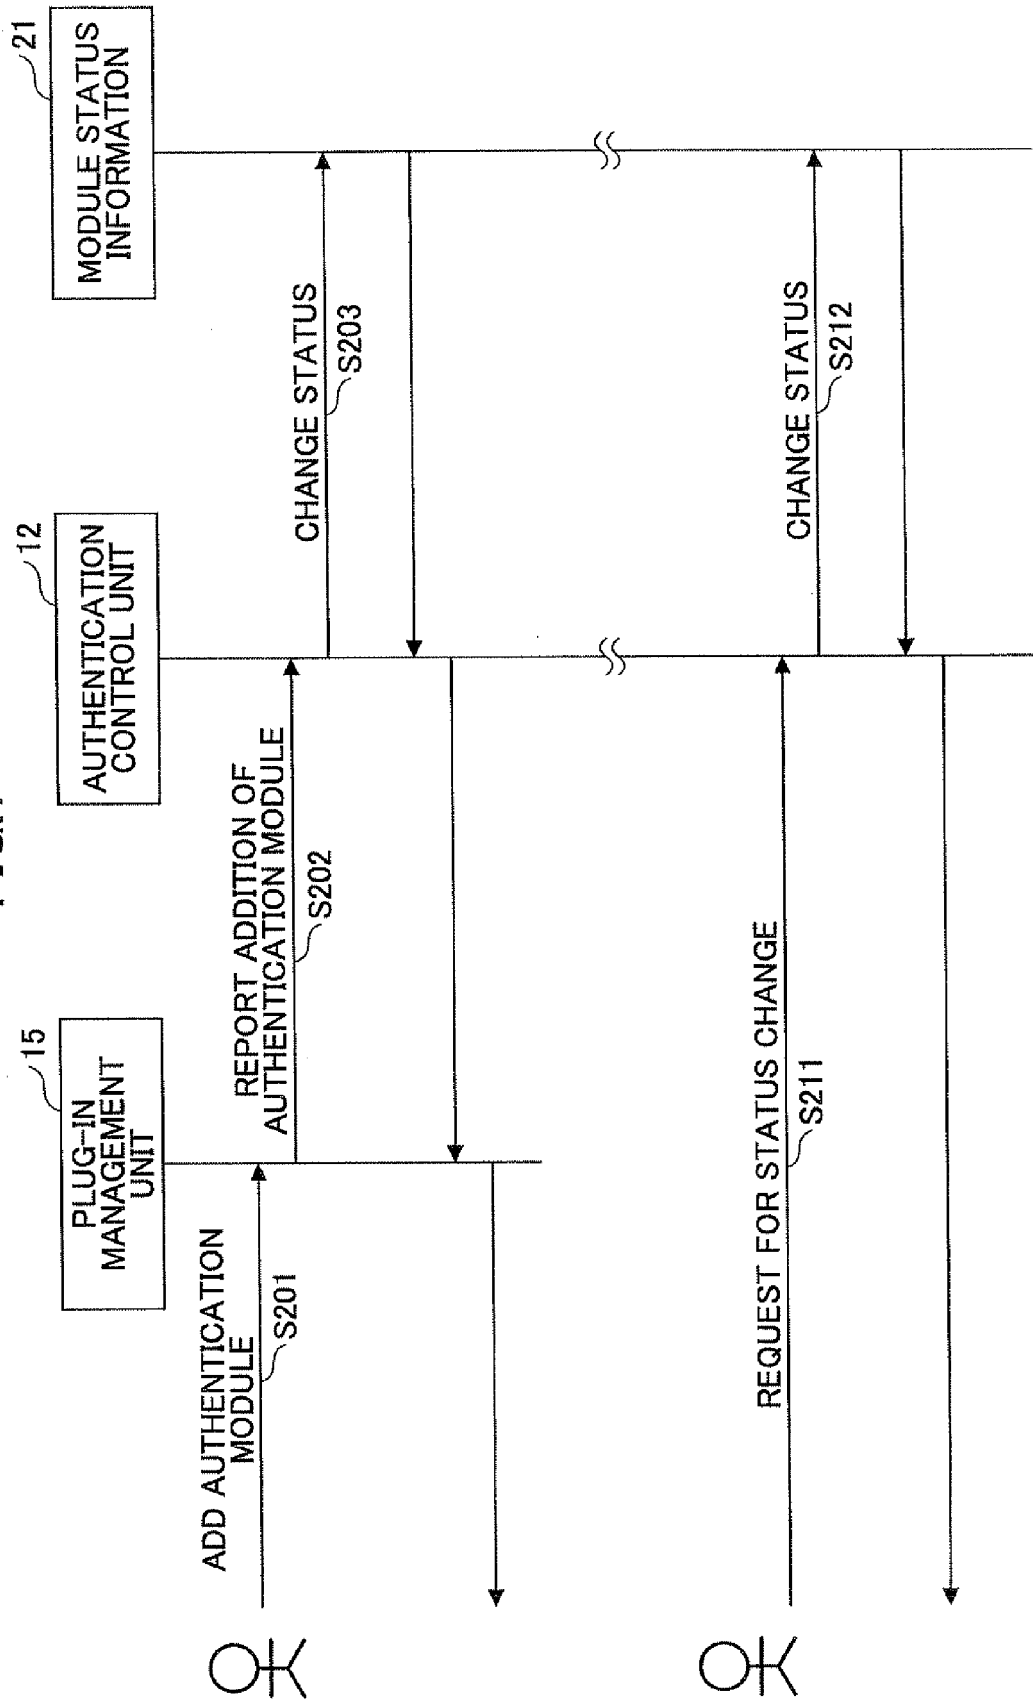 15
PLUG-IN
MANAGEMENT
UNIT
12
AUTHENTICATION
CONTROL UNIT
21
MODULE STATUS
INFORMATION
ADD AUTHENTICATION
MODULE
S201
REPORT ADDITION OF
AUTHENTICATION MODULE
S202
CHANGE STATUS
S203
REQUEST FOR STATUS CHANGE
S211
CHANGE STATUS
S212